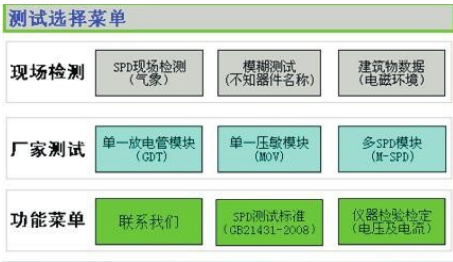 测试选择菜单
现场检测
SPD现场检测
(气象)
模糊测试
(不知器件名称)
建筑物数据
(电磁环境)
厂家测试
单一放电管模块
(GDT)
单一压敏模块
(MOV)
多SPD模块
(M-SPD)
功能菜单
联系我们
SPD测试标准
(GB21431-2008)
仪器检验检定
(电压及电流)